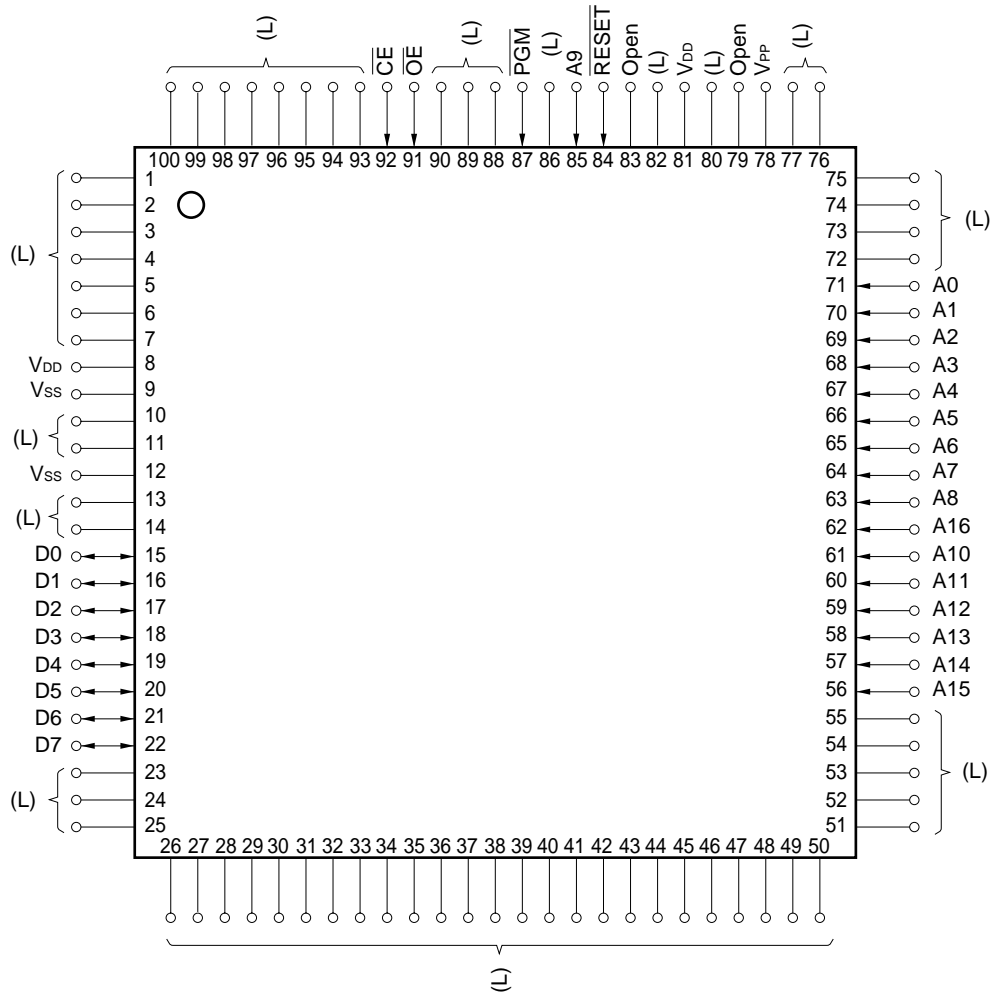 (L)
C̅E̅
O̅E̅
(L)
P̅G̅M̅
(L)
A9
R̅E̅S̅E̅T̅
Open
(L)
VDD
(L)
Open
VPP
(L)
100 99 98 97 96 95 94 93 92 91 90 89 88 87 86 85 84 83 82 81 80 79 78 77 76
1 75
2 74
(L)
3 73
4 72
(L)
5 71 A0
6 70 A1
7 69 A2
VDD 8 68 A3
VSS 9 67 A4
10 66 A5
(L)
11 65 A6
VSS 12 64 A7
13 63 A8
(L)
14 62 A16
D0 15 61 A10
D1 16 60 A11
D2 17 59 A12
D3 18 58 A13
D4 19 57 A14
D5 20 56 A15
D6 21 55
D7 22 54
23 53
(L)
24 52
(L)
25 51
26 27 28 29 30 31 32 33 34 35 36 37 38 39 40 41 42 43 44 45 46 47 48 49 50
(L)